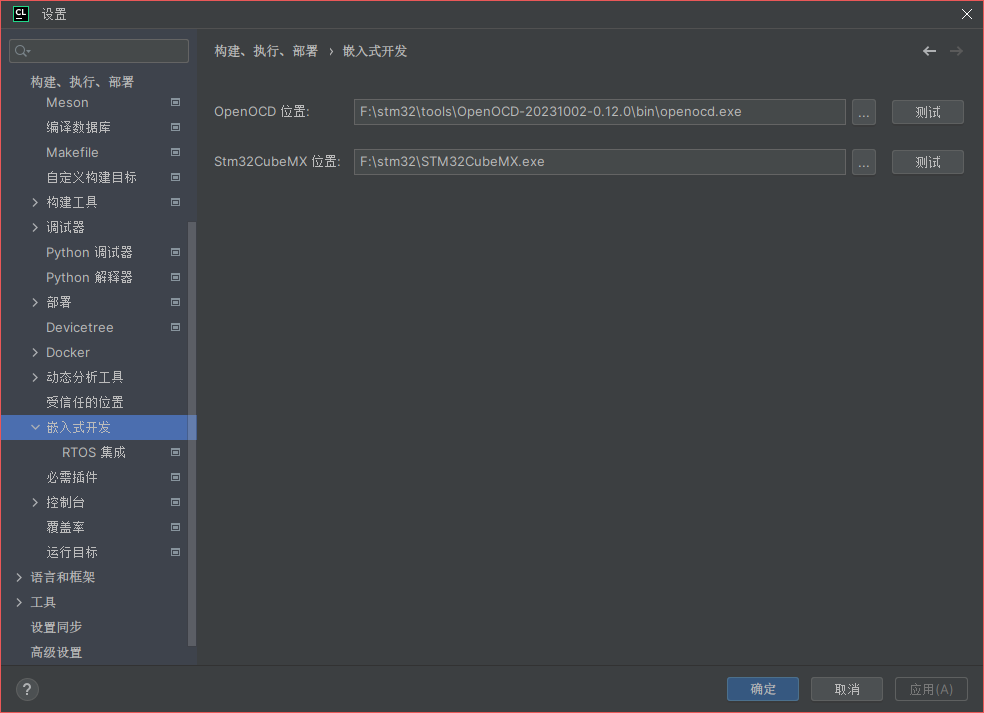 CL 设置
构建、执行、部署 › 嵌入式开发
构建、执行、部署
Meson
编译数据库
Makefile
自定义构建目标
构建工具
调试器
Python 调试器
Python 解释器
部署
Devicetree
Docker
动态分析工具
受信任的位置
嵌入式开发
RTOS 集成
必需插件
控制台
覆盖率
运行目标
语言和框架
工具
设置同步
高级设置
OpenOCD 位置: F:\stm32\tools\OpenOCD-20231002-0.12.0\bin\openocd.exe ... 测试
Stm32CubeMX 位置: F:\stm32\STM32CubeMX.exe ... 测试
? 确定 取消 应用(A)